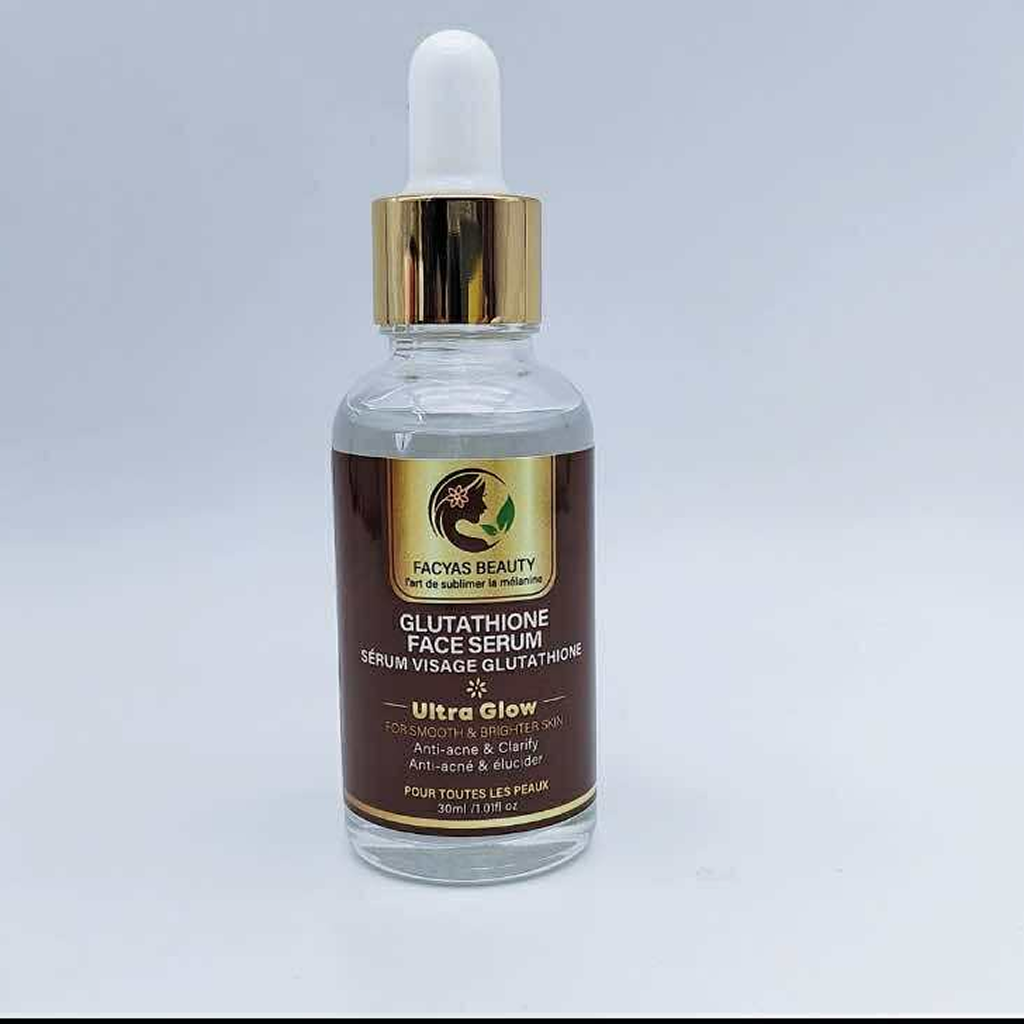 FACYAS BEAUTY
l'art de sublimer la mélanine
GLUTATHIONE
FACE SERUM
SÉRUM VISAGE GLUTATHIONE
Ultra Glow
FOR SMOOTH & BRIGHTER SKIN
Anti-acne & Clarify
Anti-acné & élucider
POUR TOUTES LES PEAUX
30ml /1.01fl oz